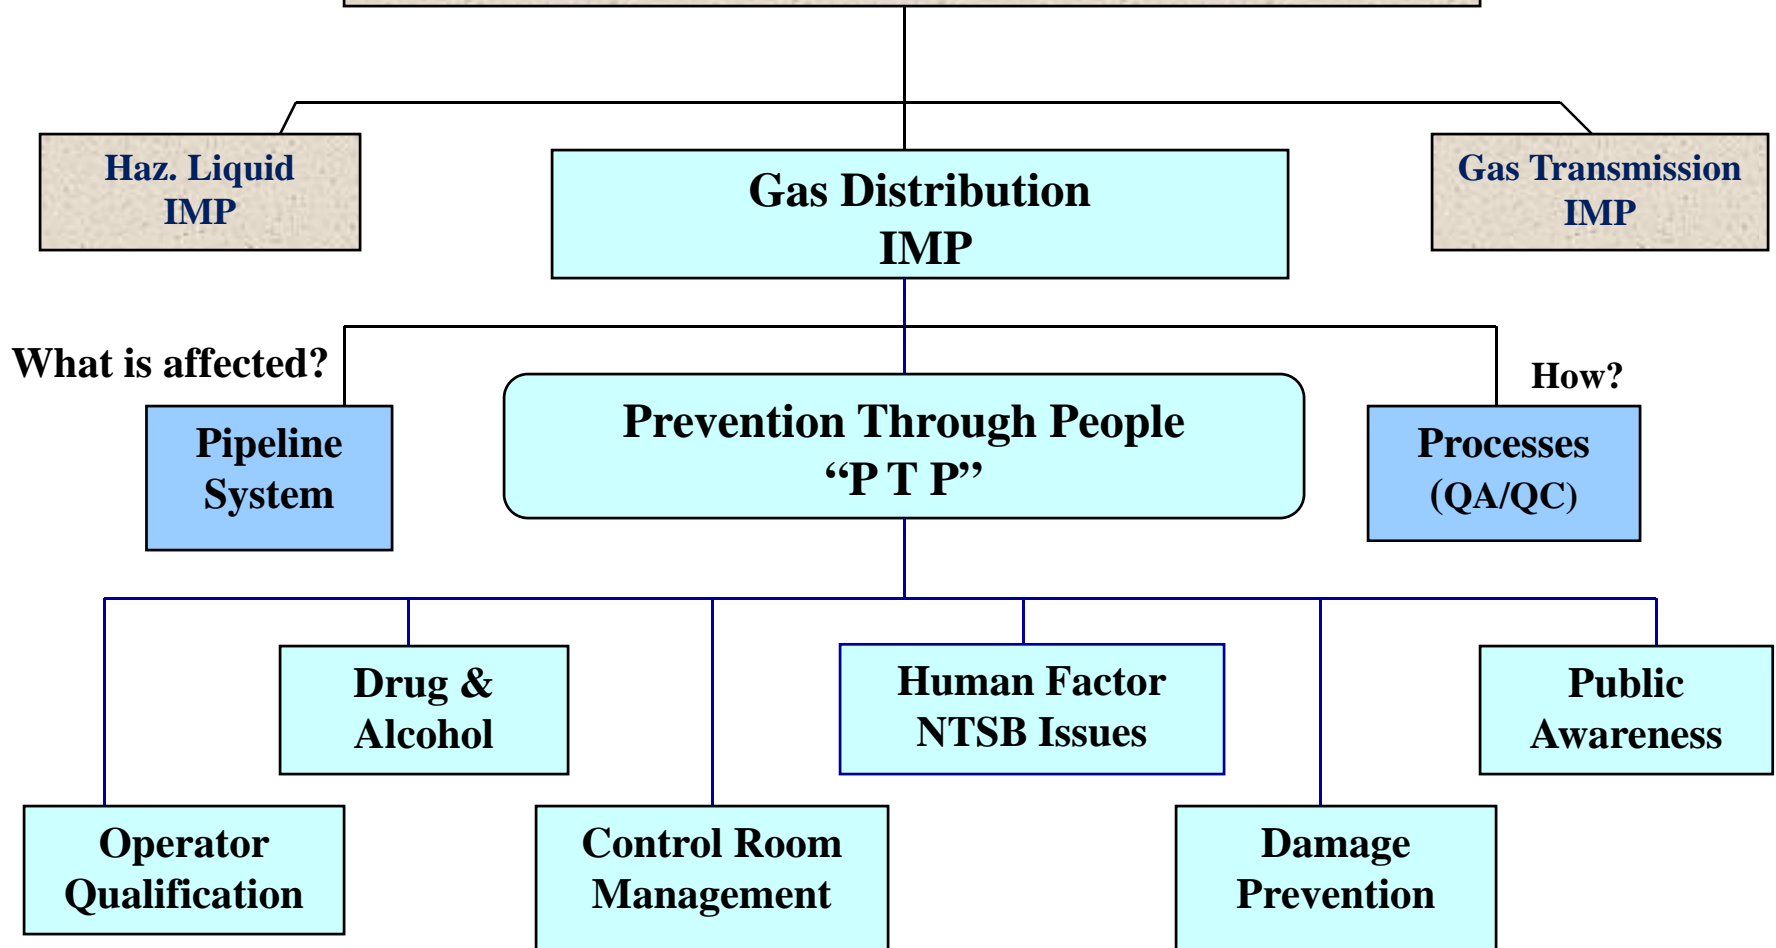 Haz. Liquid
IMP
Gas Distribution
IMP
Gas Transmission
IMP
What is affected?
How?
Pipeline
System
Prevention Through People
“P T P”
Processes
(QA/QC)
Drug &
Alcohol
Human Factor
NTSB Issues
Public
Awareness
Operator
Qualification
Control Room
Management
Damage
Prevention